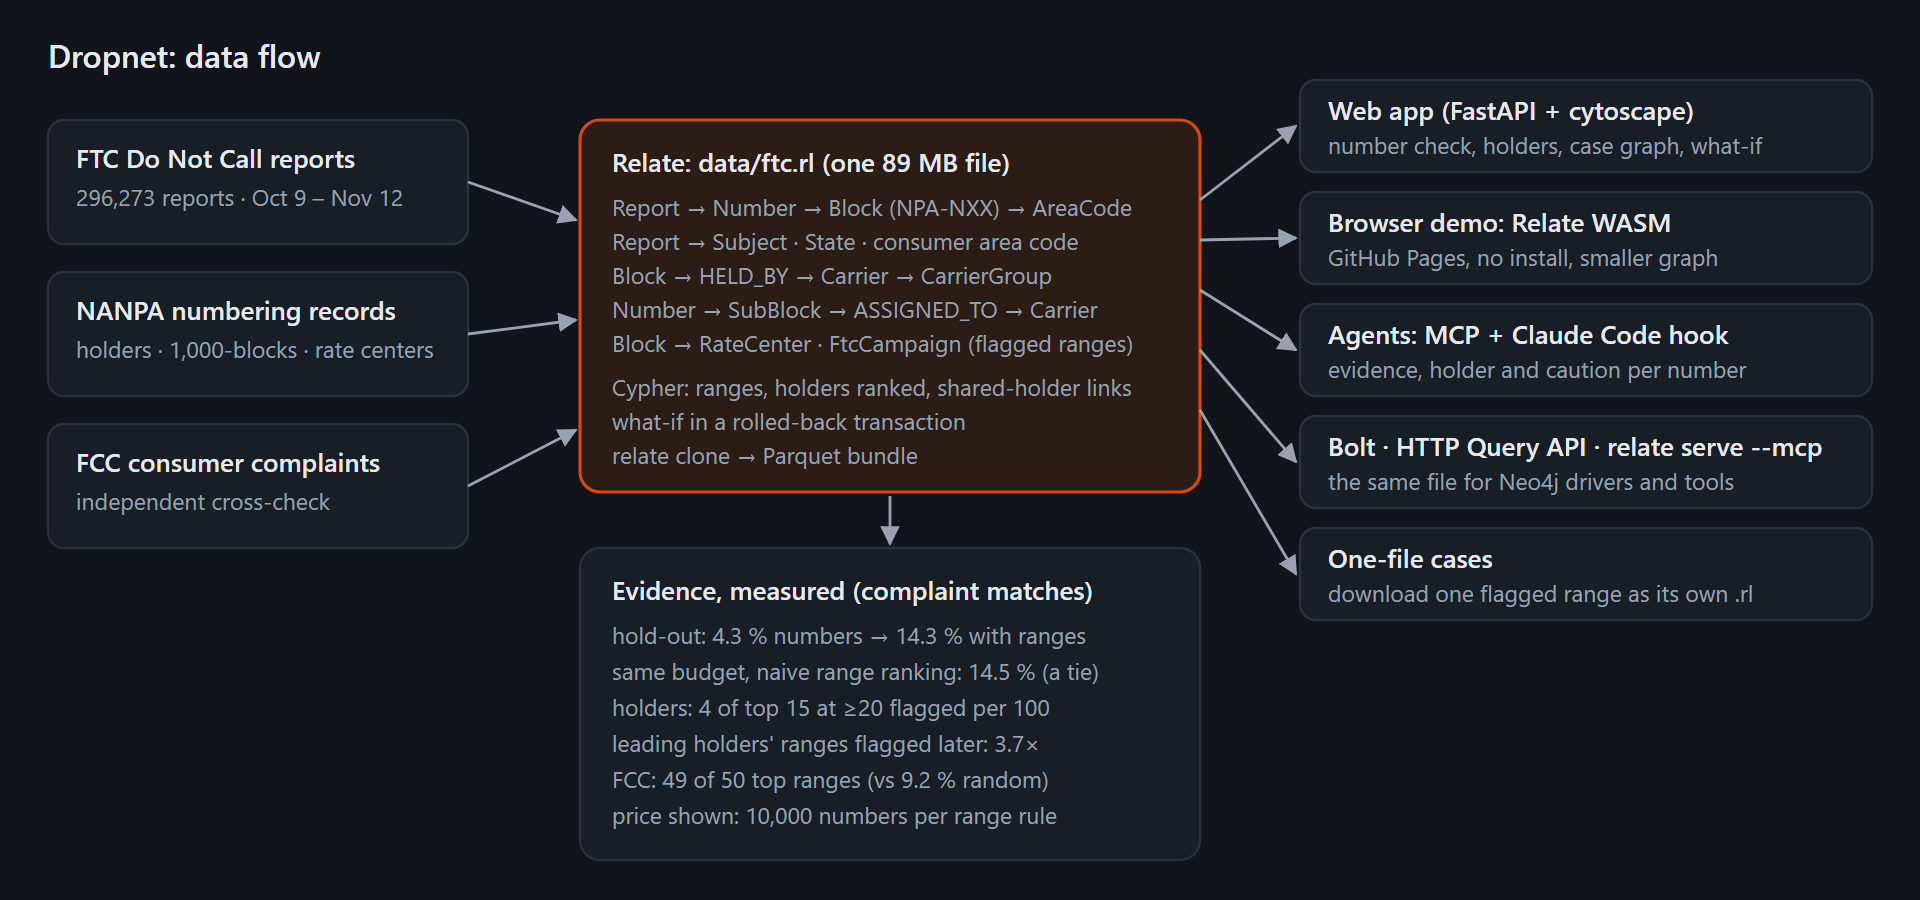 Dropnet: data flow
FTC Do Not Call reports
296,273 reports · Oct 9 – Nov 12
NANPA numbering records
holders · 1,000-blocks · rate centers
FCC consumer complaints
independent cross-check
Relate: data/ftc.rl (one 89 MB file)
Report → Number → Block (NPA-NXX) → AreaCode
Report → Subject · State · consumer area code
Block → HELD_BY → Carrier → CarrierGroup
Number → SubBlock → ASSIGNED_TO → Carrier
Block → RateCenter · FtcCampaign (flagged ranges)
Cypher: ranges, holders ranked, shared-holder links
what-if in a rolled-back transaction
relate clone → Parquet bundle
Evidence, measured (complaint matches)
hold-out: 4.3 % numbers → 14.3 % with ranges
same budget, naive range ranking: 14.5 % (a tie)
holders: 4 of top 15 at ≥20 flagged per 100
leading holders' ranges flagged later: 3.7×
FCC: 49 of 50 top ranges (vs 9.2 % random)
price shown: 10,000 numbers per range rule
Web app (FastAPI + cytoscape)
number check, holders, case graph, what-if
Browser demo: Relate WASM
GitHub Pages, no install, smaller graph
Agents: MCP + Claude Code hook
evidence, holder and caution per number
Bolt · HTTP Query API · relate serve --mcp
the same file for Neo4j drivers and tools
One-file cases
download one flagged range as its own .rl